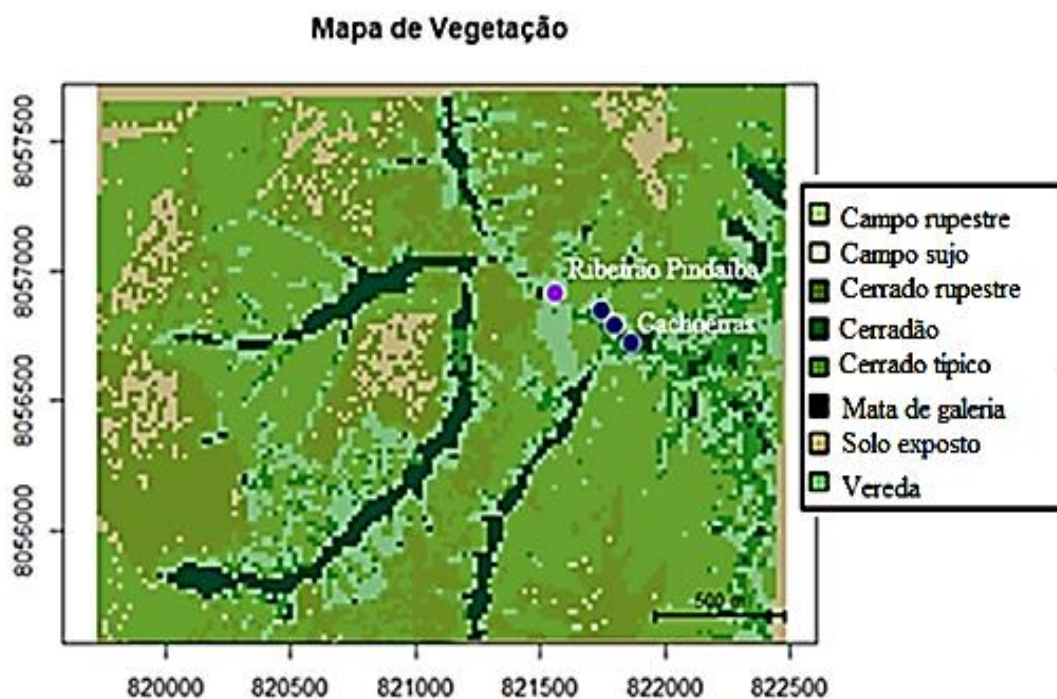 Mapa de Vegetação
8057500
8057000
8056500
8056000
Ribeirão Pindaíba
Cachoeiras
500 m
820000 820500 821000 821500 822000 822500
Campo rupestre
Campo sujo
Cerrado rupestre
Cerradão
Cerrado típico
Mata de galeria
Solo exposto
Vereda